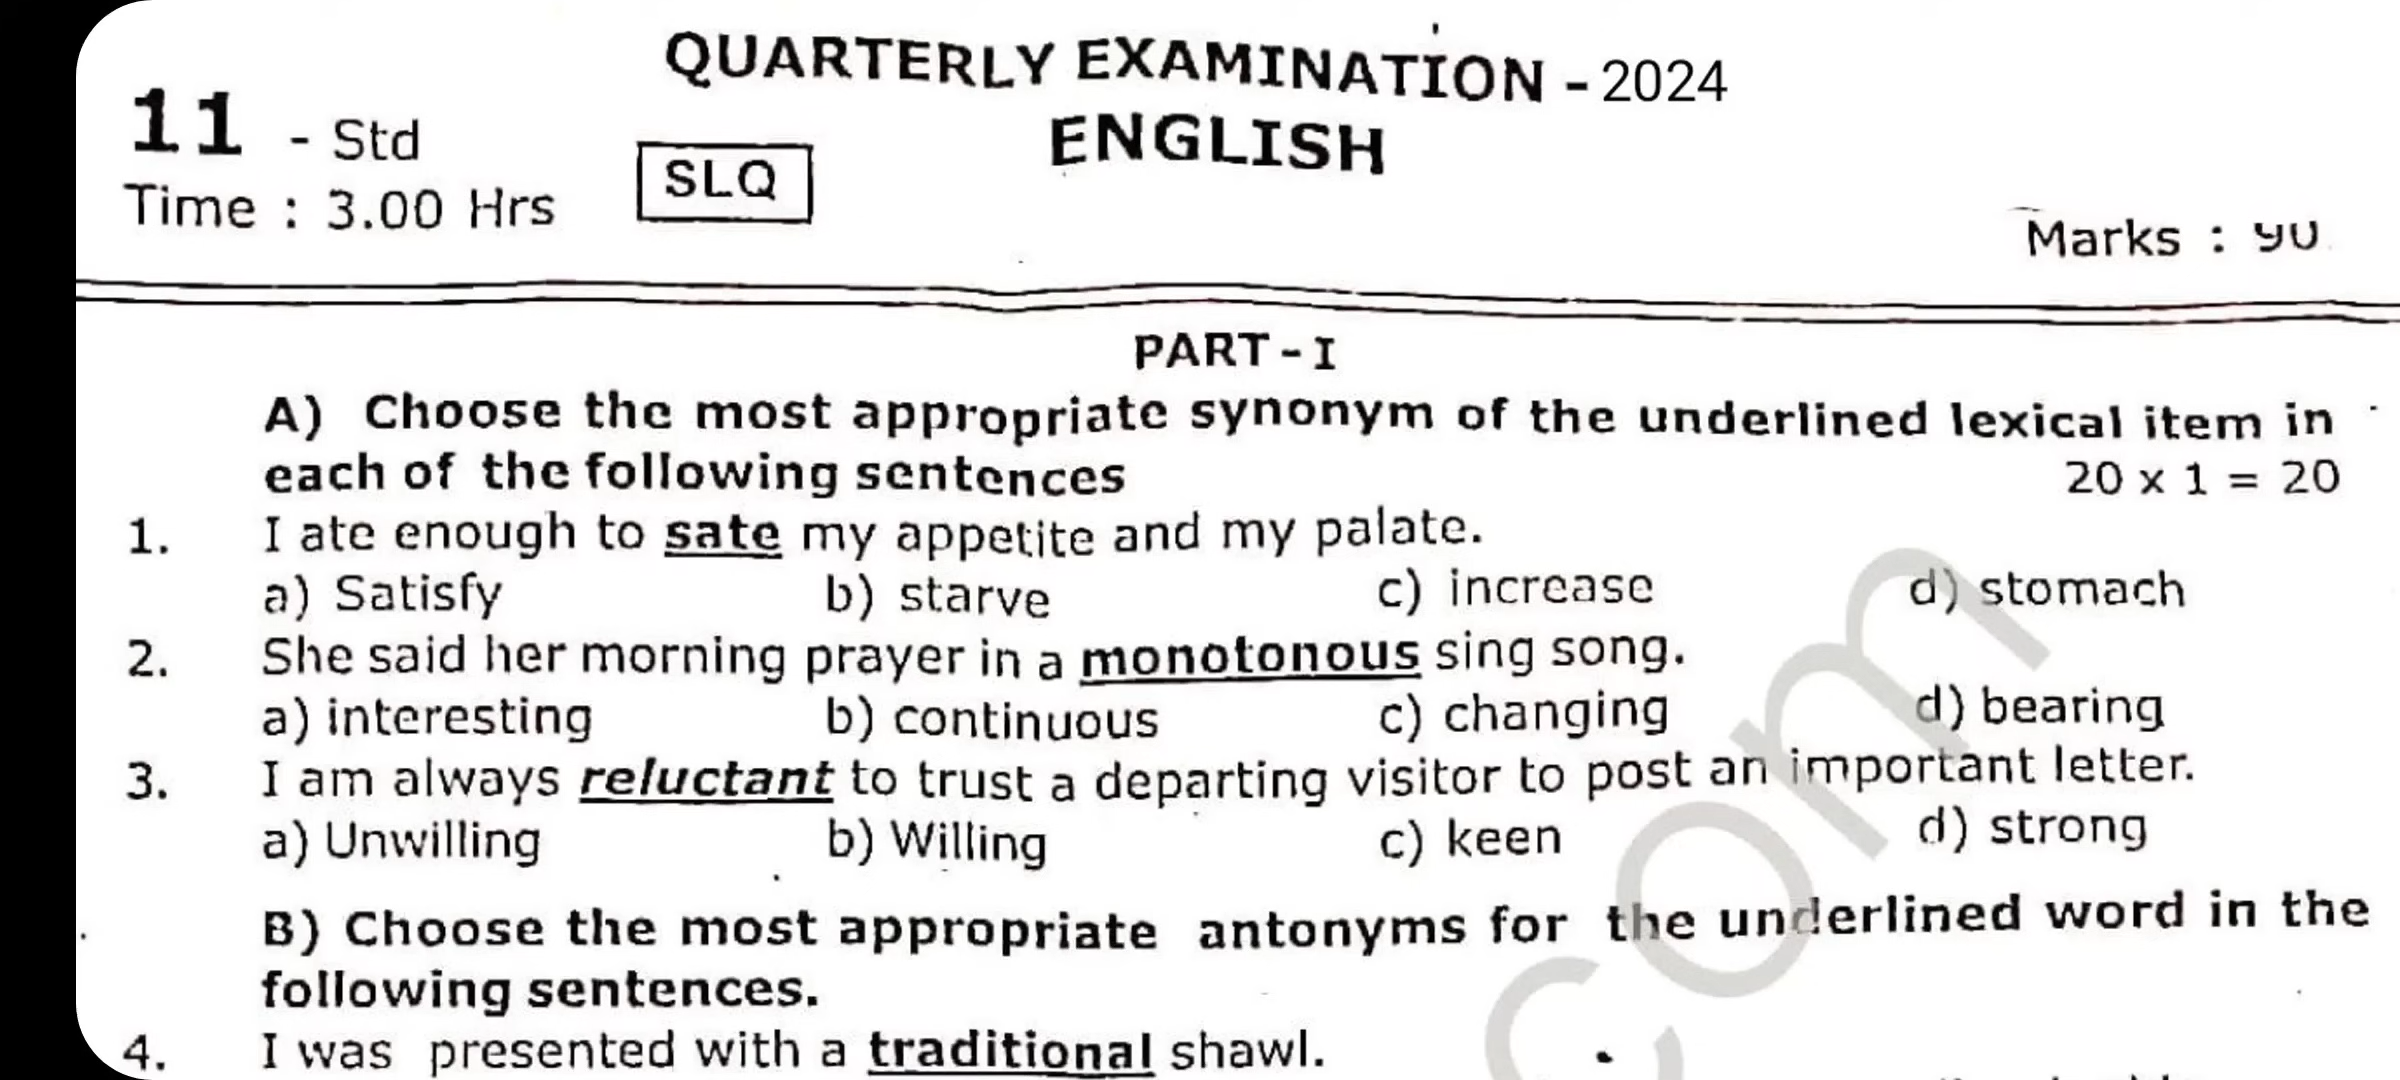 QUARTERLY EXAMINATION - 2024
11 - Std
ENGLISH
SLQ
Time : 3.00 Hrs
Marks : 90
PART - I
A) Choose the most appropriate synonym of the underlined lexical item in
each of the following sentences 20 x 1 = 20
1. I ate enough to sate my appetite and my palate.
a) Satisfy b) starve c) increase d) stomach
2. She said her morning prayer in a monotonous sing song.
a) interesting b) continuous c) changing d) bearing
3. I am always reluctant to trust a departing visitor to post an important letter.
a) Unwilling b) Willing c) keen d) strong
B) Choose the most appropriate antonyms for the underlined word in the
following sentences.
4. I was presented with a traditional shawl.
com